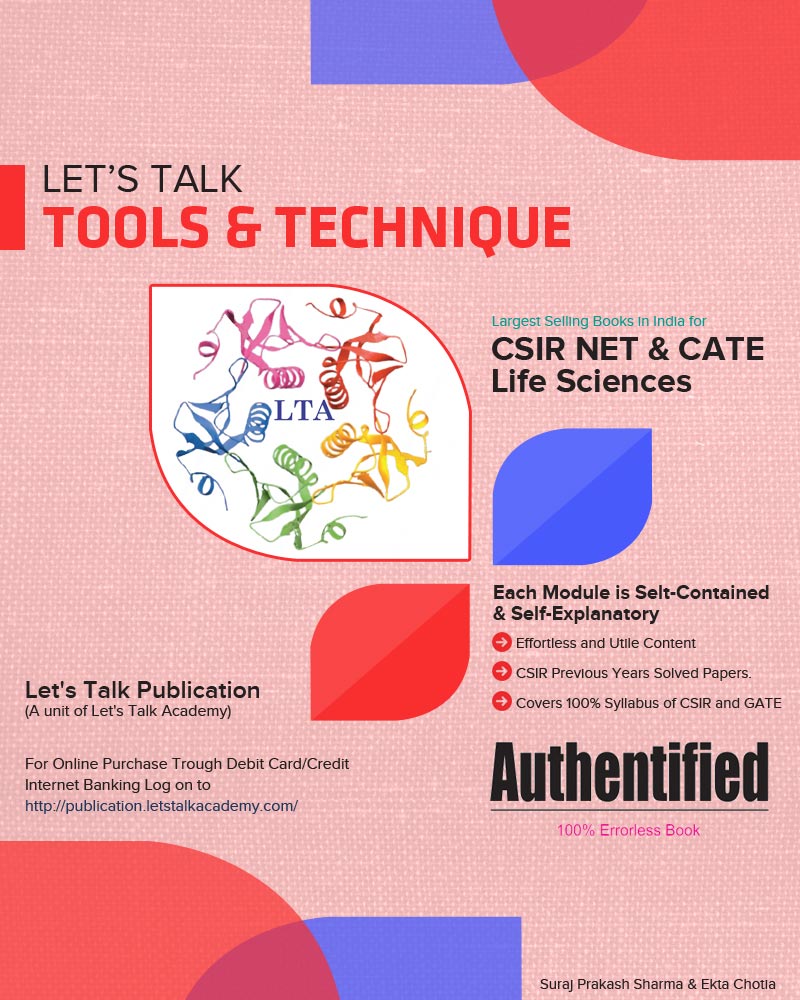 LET'S TALK
TOOLS & TECHNIQUE
LTA
Largest Selling Books in India for
CSIR NET & CATE
Life Sciences
Each Module is Selt-Contained
& Self-Explanatory
Effortless and Utile Content
CSIR Previous Years Solved Papers.
Covers 100% Syllabus of CSIR and GATE
Let's Talk Publication
(A unit of Let's Talk Academy)
For Online Purchase Trough Debit Card/Credit
Internet Banking Log on to
http://publication.letstalkacademy.com/
Authentified
100% Errorless Book
Suraj Prakash Sharma & Ekta Chotia